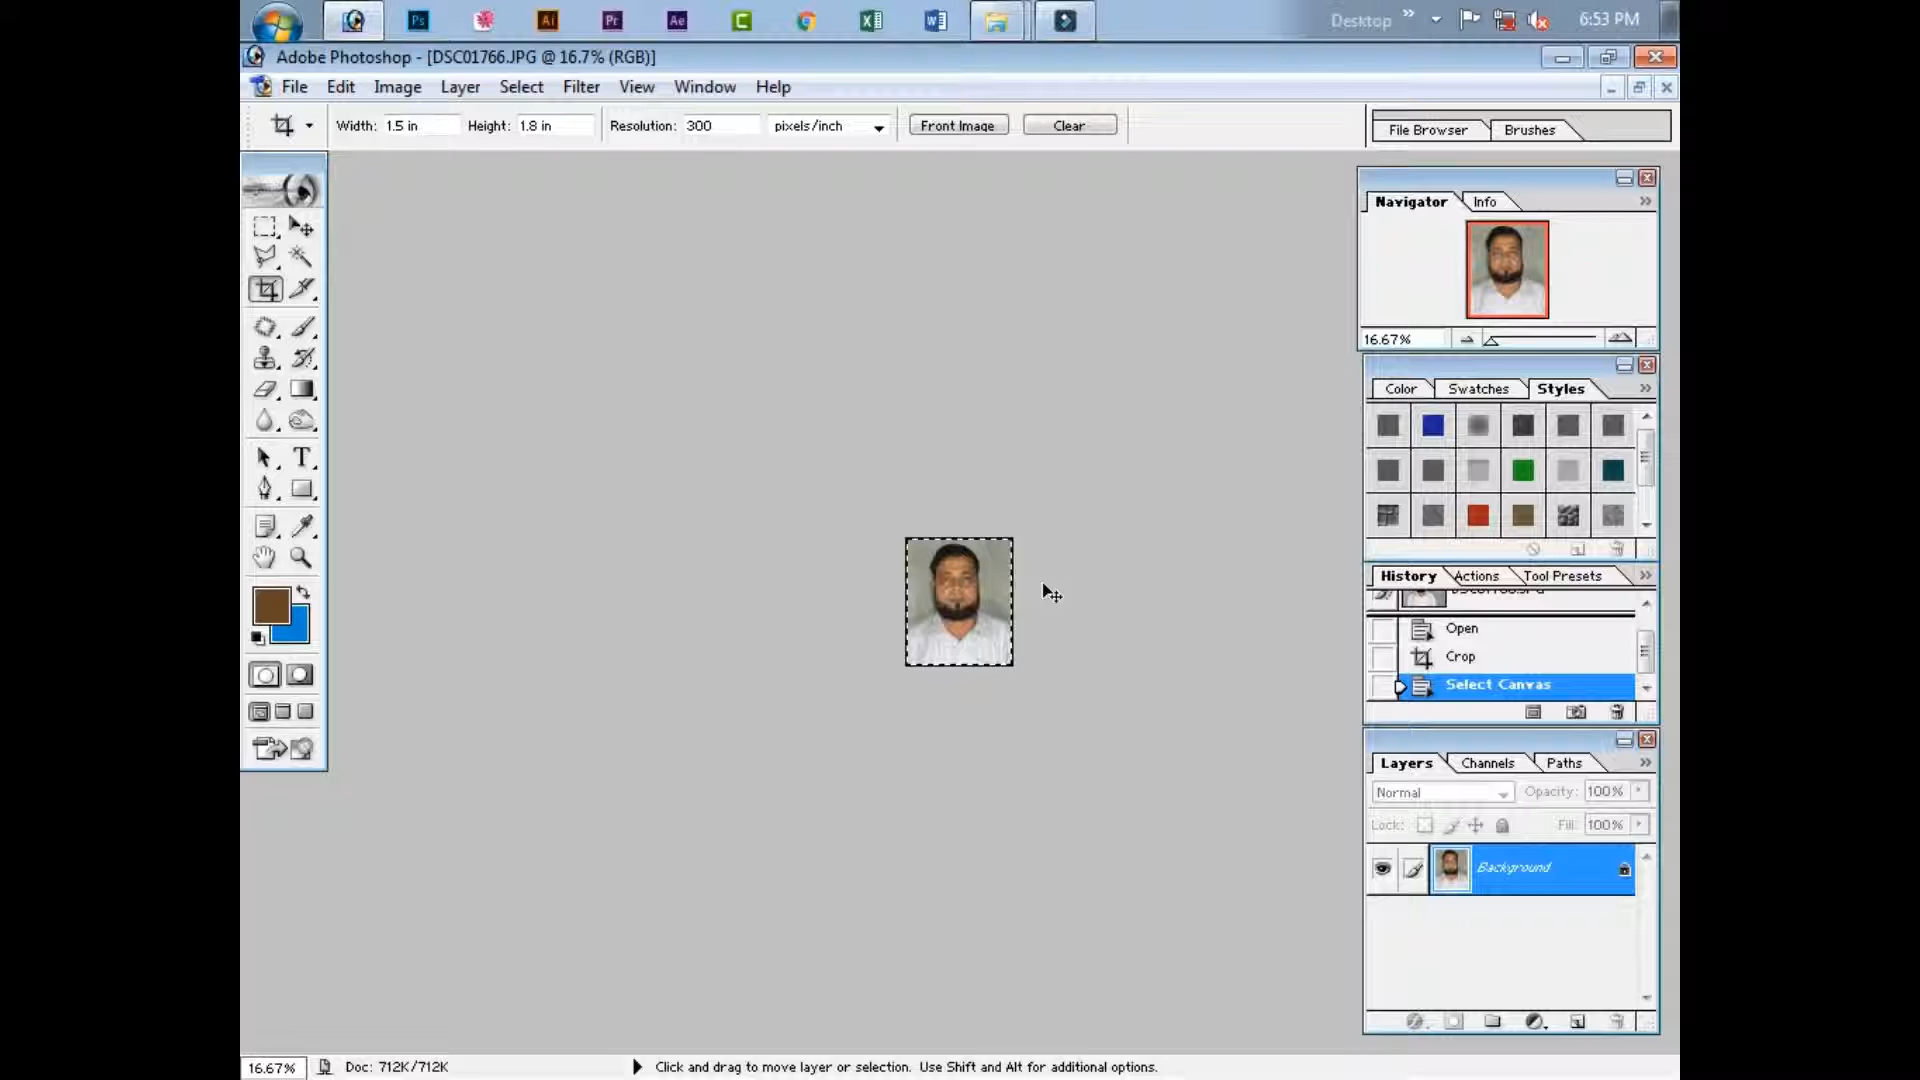 Ps
Ai
Pr
Ae
C
Desktop
6:53 PM
Adobe Photoshop - [DSC01766.JPG @ 16.7% (RGB)]
File Edit Image Layer Select Filter View Window Help
Width: 1.5 in Height: 1.8 in Resolution: 300 pixels/inch Front Image Clear
File Browser Brushes
Navigator Info
16.67%
Color Swatches Styles
T
History Actions Tool Presets
Open
Crop
Select Canvas
Layers Channels Paths
Normal Opacity: 100%
Lock: Fill: 100%
Background
16.67% Doc: 712K/712K Click and drag to move layer or selection. Use Shift and Alt for additional options.